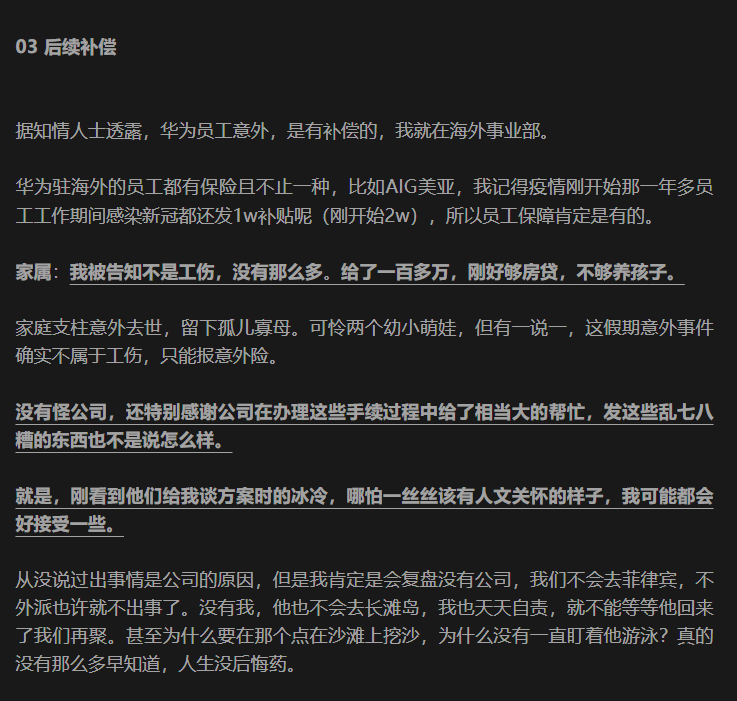 03 后续补偿
据知情人士透露，华为员工意外，是有补偿的，我就在海外事业部。
华为驻海外的员工都有保险且不止一种，比如AIG美亚，我记得疫情刚开始那一年多员
工工作期间感染新冠都还发1w补贴呢（刚开始2w），所以员工保障肯定是有的。
家属：我被告知不是工伤，没有那么多。给了一百多万，刚好够房贷，不够养孩子。
家庭支柱意外去世，留下孤儿寡母。可怜两个幼小萌娃，但有一说一，这假期意外事件
确实不属于工伤，只能报意外险。
没有怪公司，还特别感谢公司在办理这些手续过程中给了相当大的帮忙，发这些乱七八
糟的东西也不是说怎么样。
就是，刚看到他们给我谈方案时的冰冷，哪怕一丝丝该有人文关怀的样子，我可能都会
好接受一些。
从没说过出事情是公司的原因，但是我肯定是会复盘没有公司，我们不会去菲律宾，不
外派也许就不出事了。没有我，他也不会去长滩岛，我也天天自责，就不能等等他回来
了我们再聚。甚至为什么要在那个点在沙滩上挖沙，为什么没有一直盯着他游泳？真的
没有那么多早知道，人生没后悔药。